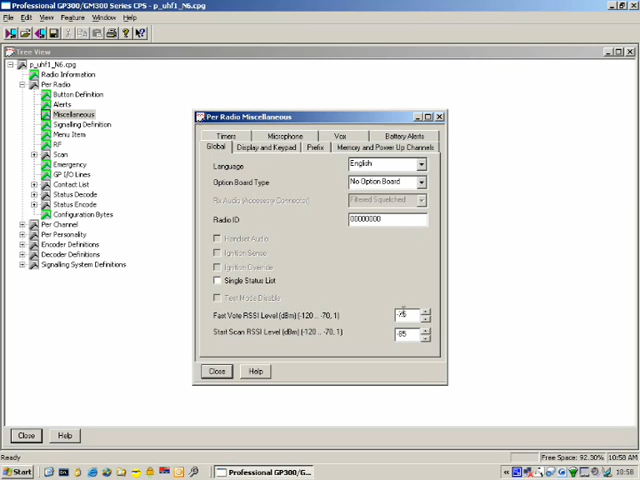 Professional GP300/GM300 Series CPS - p_uhf1_N6.cpg
File Edit View Feature Window Help
Tree View
p_uhf1_N6.cpg
Radio Information
Per Radio
Button Definition
Alerts
Miscellaneous
Signaling Definition
Menu Item
RF
Scan
Emergency
GP I/O Lines
Contact List
Status Decode
Status Encode
Configuration Bytes
Per Channel
Per Personality
Encoder Definitions
Decoder Definitions
Signaling System Definitions
Per Radio Miscellaneous
Timers Microphone Vox Battery Alerts
Global Display and Keypad Prefix Memory and Power Up Channels
Language English
Option Board Type No Option Board
Rx Audio (Accessory Connector) Filtered Squelched
Radio ID 00000000
Handset Audio
Ignition Sense
Ignition Override
Single Status List
Test Mode Disable
Fast Vote RSSI Level (dBm) (-120 .. -70, 1)
Start Scan RSSI Level (dBm) (-120 .. -70, 1) -85
Close Help
Close Help
Ready Free Space: 92.30% 10:58 AM
Start Professional GP300/G... 10:58